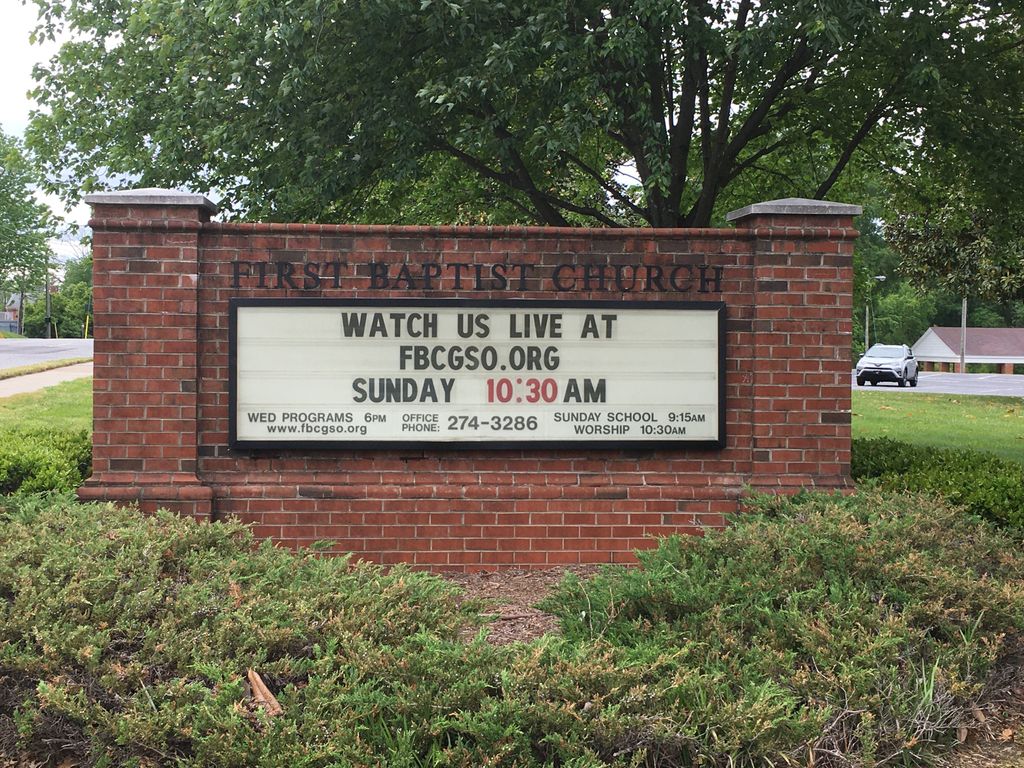 FIRST BAPTIST CHURCH
WATCH US LIVE AT
FBCGSO.ORG
SUNDAY 10:30 AM
WED PROGRAMS 6PM
www.fbcgso.org
OFFICE
PHONE: 274-3286
SUNDAY SCHOOL 9:15AM
WORSHIP 10:30AM